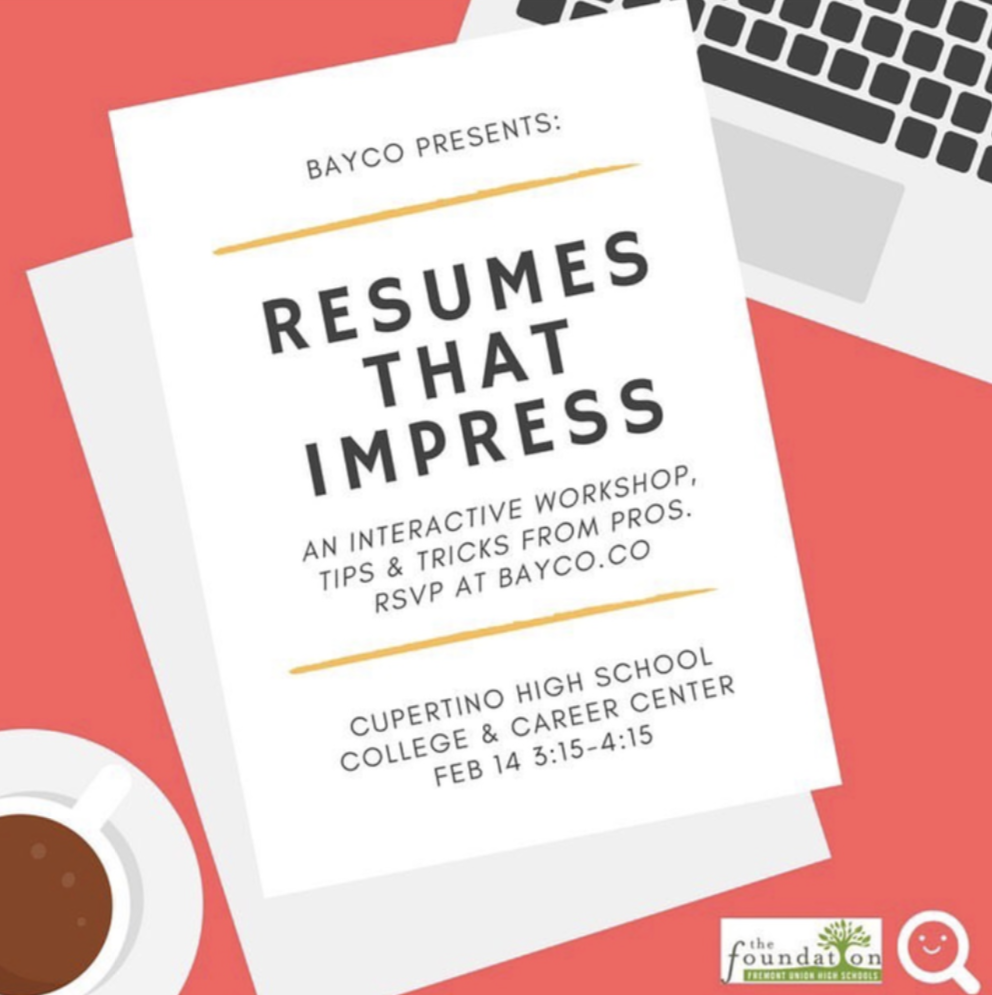 BAYCO PRESENTS:
RESUMES
THAT
IMPRESS
AN INTERACTIVE WORKSHOP,
TIPS & TRICKS FROM PROS.
RSVP AT BAYCO.CO
CUPERTINO HIGH SCHOOL
COLLEGE & CAREER CENTER
FEB 14 3:15-4:15
the
foundation
FREMONT UNION HIGH SCHOOLS